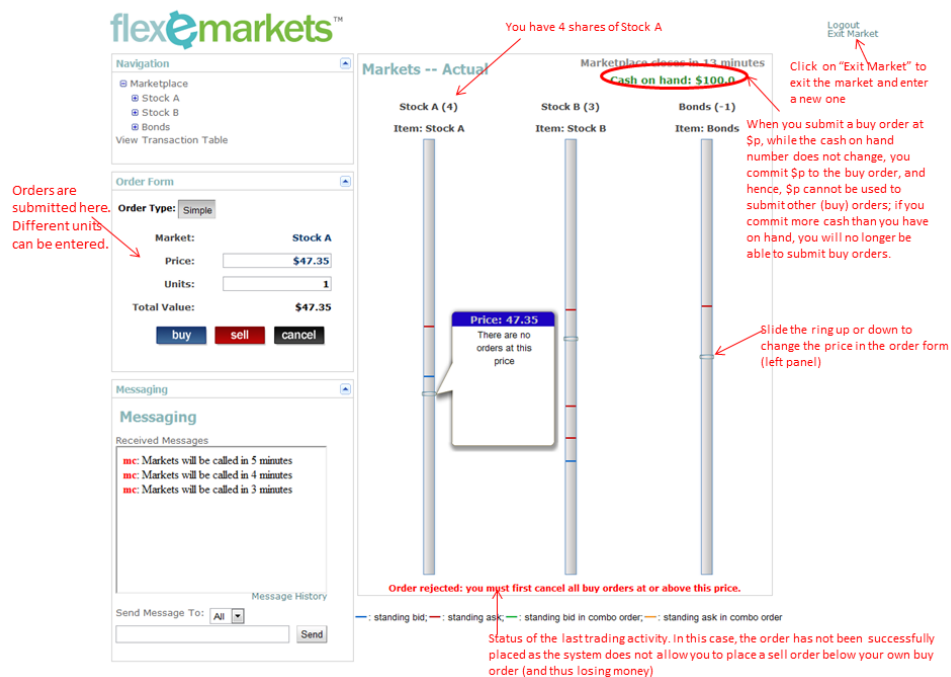 flexemarkets™
You have 4 shares of Stock A
Logout
Exit Market
Click on "Exit Market" to
exit the market and enter
a new one
Navigation
Marketplace
Stock A
Stock B
Bonds
View Transaction Table
Markets -- Actual
Marketplace closes in 13 minutes
Cash on hand: $100.0
Stock A (4)
Stock B (3)
Bonds (-1)
Item: Stock A
Item: Stock B
Item: Bonds
When you submit a buy order at
$p, while the cash on hand
number does not change, you
commit $p to the buy order, and
hence, $p cannot be used to
submit other (buy) orders; if you
commit more cash than you have
on hand, you will no longer be
able to submit buy orders.
Orders are
submitted here.
Different units
can be entered.
Order Form
Order Type: Simple
Market: Stock A
Price: $47.35
Units: 1
Total Value: $47.35
buy sell cancel
Price: 47.35
There are no
orders at this
price
Slide the ring up or down to
change the price in the order form
(left panel)
Messaging
Messaging
Received Messages
mc: Markets will be called in 5 minutes
mc: Markets will be called in 4 minutes
mc: Markets will be called in 3 minutes
Message History
Send Message To: All
Send
Order rejected: you must first cancel all buy orders at or above this price.
: standing bid; : standing ask; : standing bid in combo order; : standing ask in combo order
Status of the last trading activity. In this case, the order has not been successfully
placed as the system does not allow you to place a sell order below your own buy
order (and thus losing money)